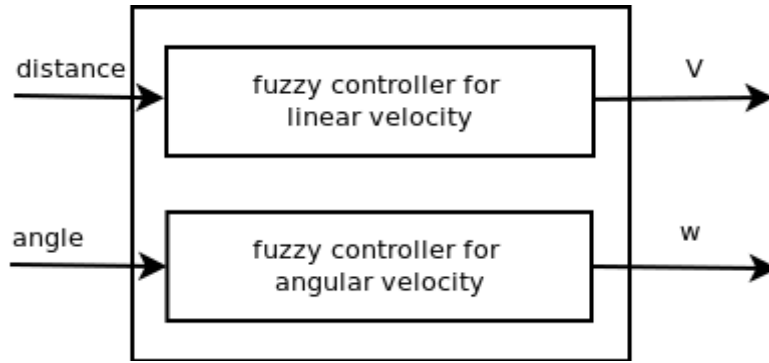 distance
fuzzy controller for
linear velocity
V
angle
fuzzy controller for
angular velocity
w